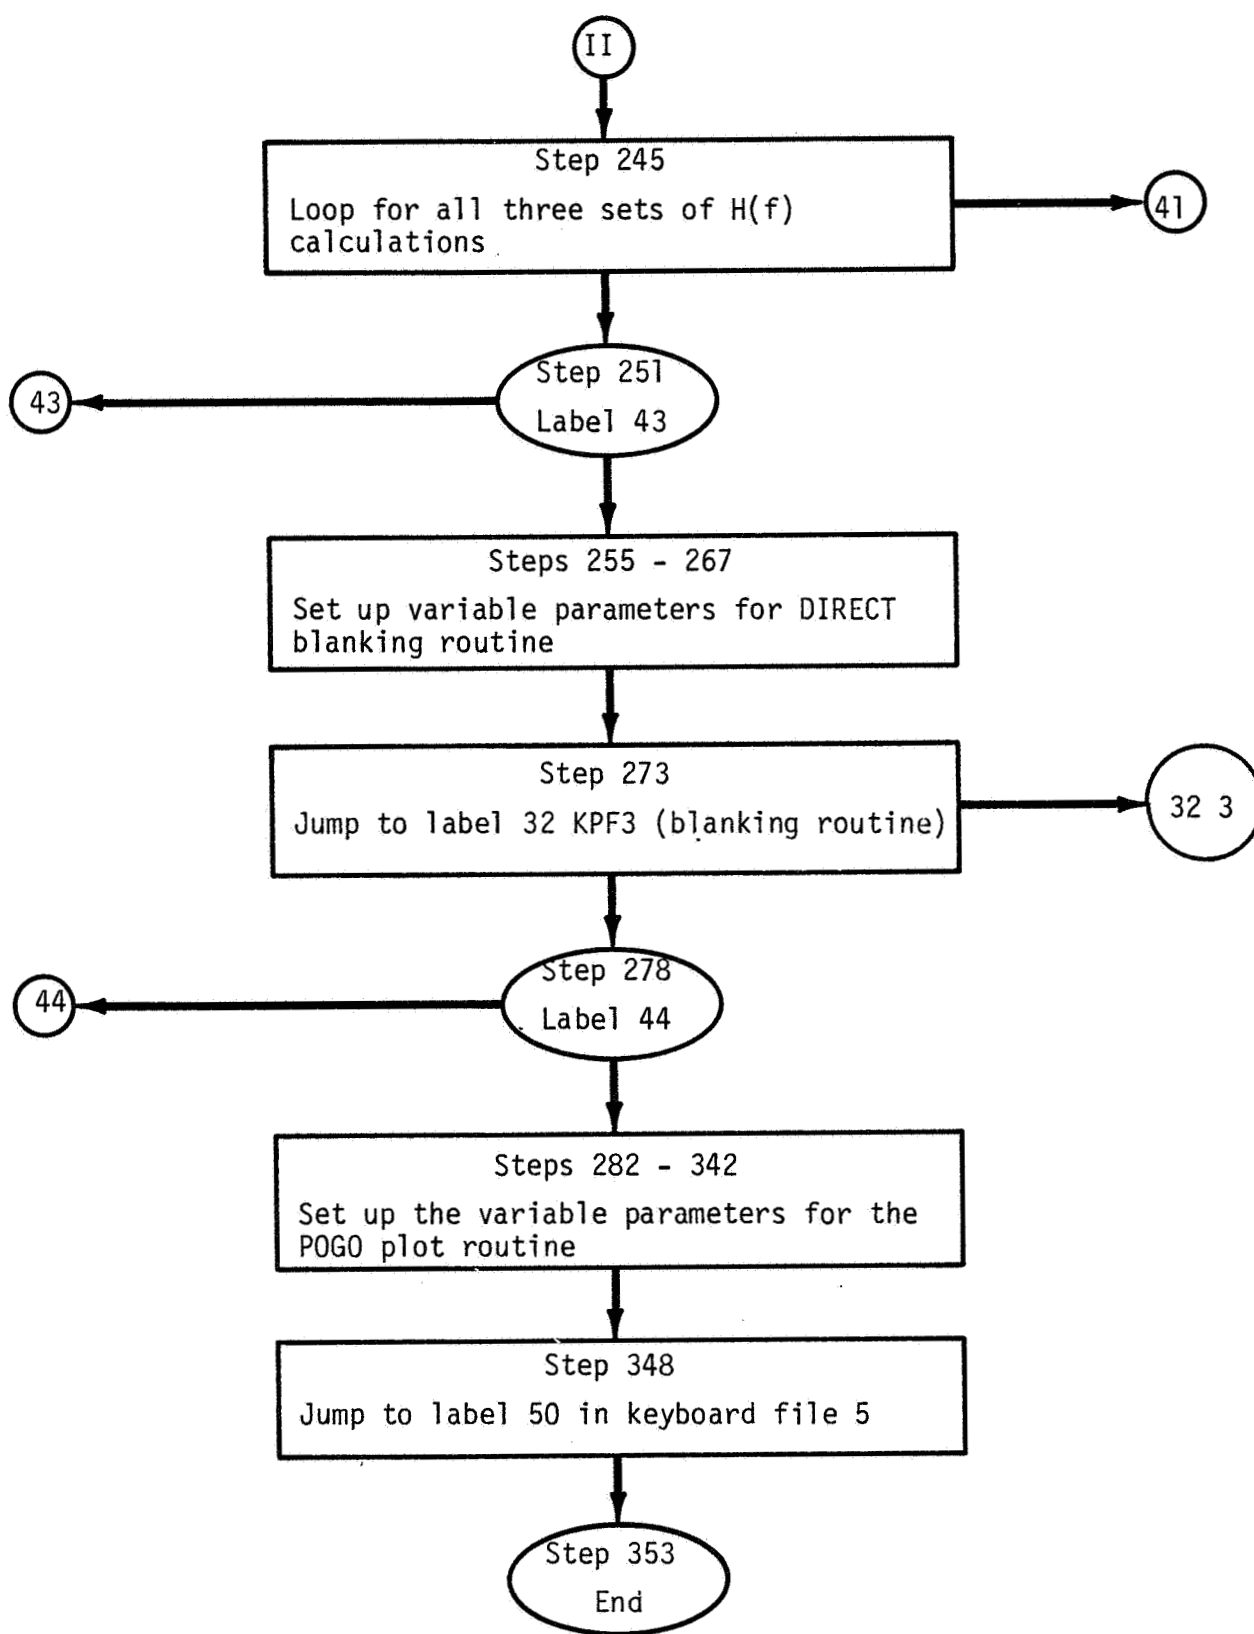 II
Step 245
Loop for all three sets of H(f)
calculations
41
Step 251
Label 43
43
Steps 255 - 267
Set up variable parameters for DIRECT
blanking routine
Step 273
Jump to label 32 KPF3 (blanking routine)
32 3
Step 278
Label 44
44
Steps 282 - 342
Set up the variable parameters for the
POGO plot routine
Step 348
Jump to label 50 in keyboard file 5
Step 353
End